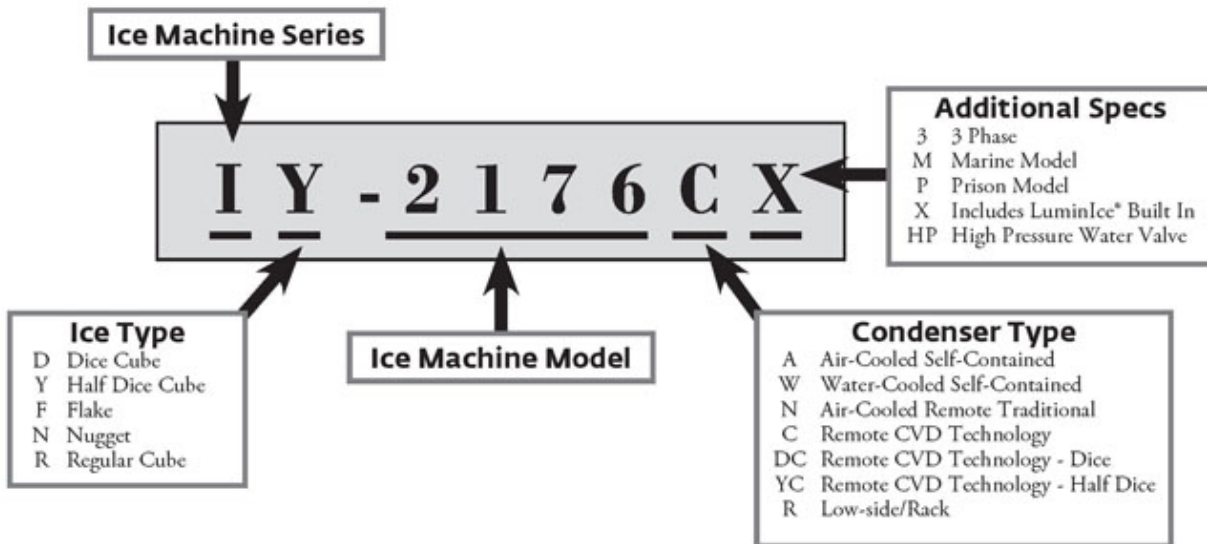 Ice Machine Series
I Y - 2 1 7 6 C X
Additional Specs
3 3 Phase
M Marine Model
P Prison Model
X Includes LuminIce® Built In
HP High Pressure Water Valve
Ice Type
D Dice Cube
Y Half Dice Cube
F Flake
N Nugget
R Regular Cube
Ice Machine Model
Condenser Type
A Air-Cooled Self-Contained
W Water-Cooled Self-Contained
N Air-Cooled Remote Traditional
C Remote CVD Technology
DC Remote CVD Technology - Dice
YC Remote CVD Technology - Half Dice
R Low-side/Rack